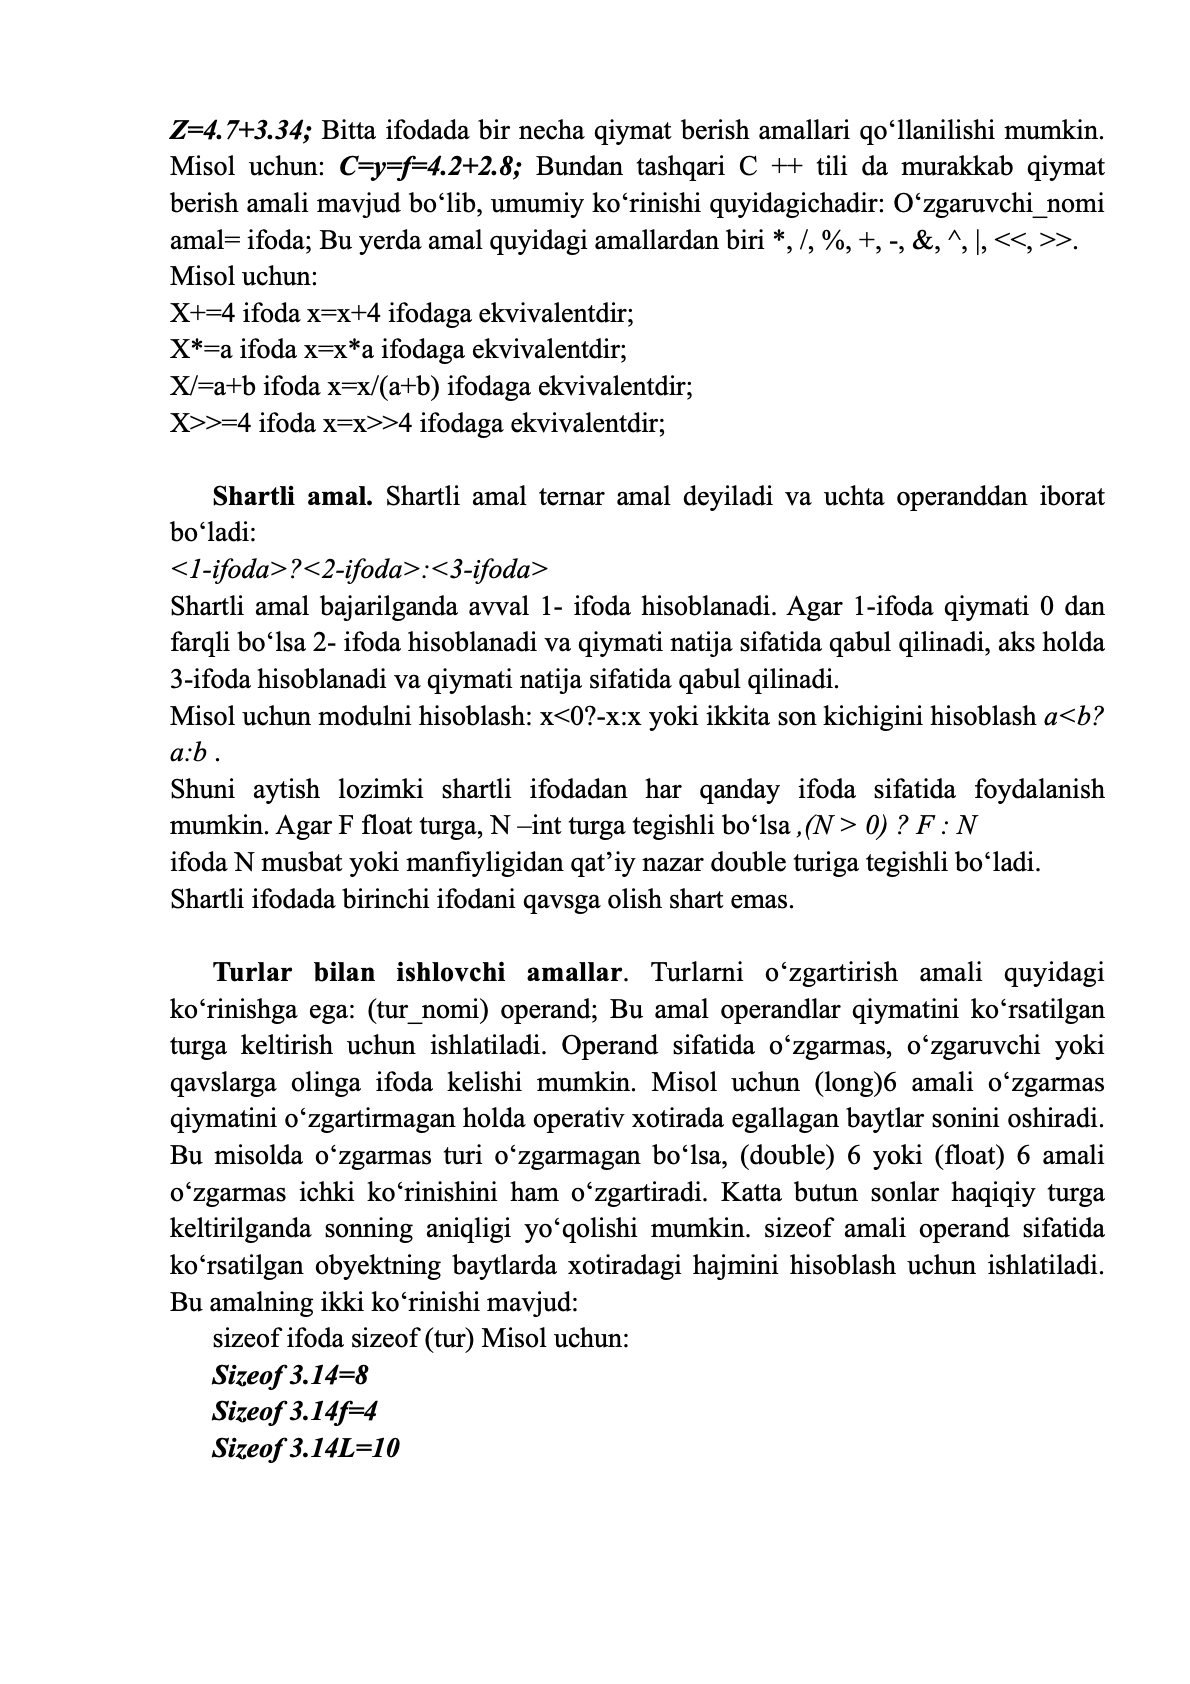 Z=4.7+3.34; Bitta ifodada bir necha qiymat berish amallari qo‘llanilishi mumkin.
Misol uchun: C=y=f=4.2+2.8; Bundan tashqari C ++ tili da murakkab qiymat
berish amali mavjud bo‘lib, umumiy ko‘rinishi quyidagichadir: O‘zgaruvchi_nomi
amal= ifoda; Bu yerda amal quyidagi amallardan biri *, /, %, +, -, &, ^, |, <<, >>.
Misol uchun:
X+=4 ifoda x=x+4 ifodaga ekvivalentdir;
X*=a ifoda x=x*a ifodaga ekvivalentdir;
X/=a+b ifoda x=x/(a+b) ifodaga ekvivalentdir;
X>>=4 ifoda x=x>>4 ifodaga ekvivalentdir;
Shartli amal. Shartli amal ternar amal deyiladi va uchta operanddan iborat
bo‘ladi:
<1-ifoda>?<2-ifoda>:<3-ifoda>
Shartli amal bajarilganda avval 1- ifoda hisoblanadi. Agar 1-ifoda qiymati 0 dan
farqli bo‘lsa 2- ifoda hisoblanadi va qiymati natija sifatida qabul qilinadi, aks holda
3-ifoda hisoblanadi va qiymati natija sifatida qabul qilinadi.
Misol uchun modulni hisoblash: x<0?-x:x yoki ikkita son kichigini hisoblash a<b?
a:b .
Shuni aytish lozimki shartli ifodadan har qanday ifoda sifatida foydalanish
mumkin. Agar F float turga, N –int turga tegishli bo‘lsa ,(N > 0) ? F : N
ifoda N musbat yoki manfiyligidan qat’iy nazar double turiga tegishli bo‘ladi.
Shartli ifodada birinchi ifodani qavsga olish shart emas.
Turlar bilan ishlovchi amallar. Turlarni o‘zgartirish amali quyidagi
ko‘rinishga ega: (tur_nomi) operand; Bu amal operandlar qiymatini ko‘rsatilgan
turga keltirish uchun ishlatiladi. Operand sifatida o‘zgarmas, o‘zgaruvchi yoki
qavslarga olinga ifoda kelishi mumkin. Misol uchun (long)6 amali o‘zgarmas
qiymatini o‘zgartirmagan holda operativ xotirada egallagan baytlar sonini oshiradi.
Bu misolda o‘zgarmas turi o‘zgarmagan bo‘lsa, (double) 6 yoki (float) 6 amali
o‘zgarmas ichki ko‘rinishini ham o‘zgartiradi. Katta butun sonlar haqiqiy turga
keltirilganda sonning aniqligi yo‘qolishi mumkin. sizeof amali operand sifatida
ko‘rsatilgan obyektning baytlarda xotiradagi hajmini hisoblash uchun ishlatiladi.
Bu amalning ikki ko‘rinishi mavjud:
sizeof ifoda sizeof (tur) Misol uchun:
Sizeof 3.14=8
Sizeof 3.14f=4
Sizeof 3.14L=10